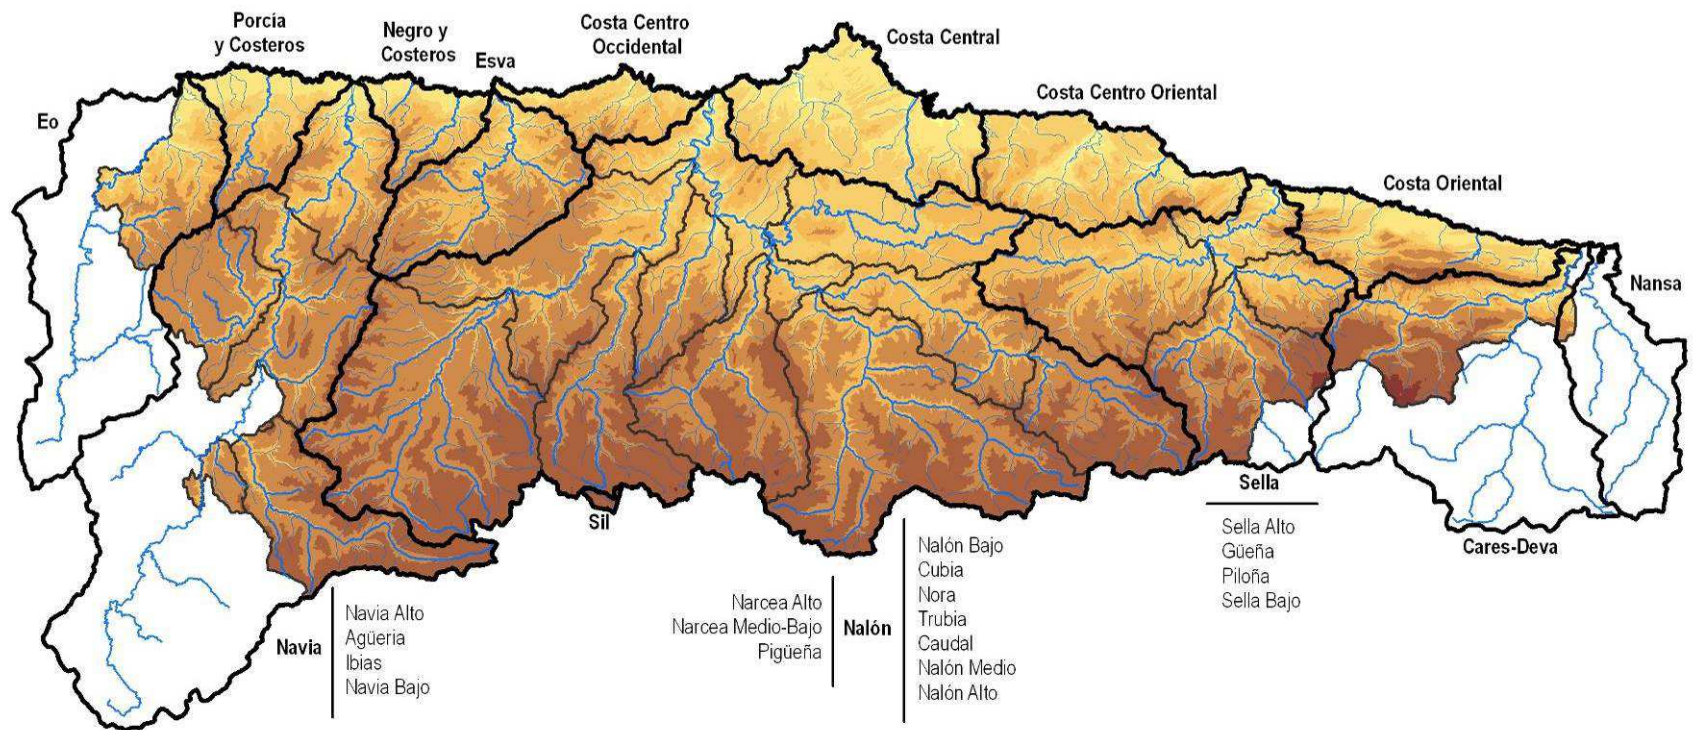 Porcía
y Costeros
Negro y
Costeros
Esva
Costa Centro
Occidental
Costa Central
Costa Centro Oriental
Costa Oriental
Eo
Nansa
Sil
Sella
Sella Alto
Güeña
Piloña
Sella Bajo
Cares-Deva
Navia
Navia Alto
Agüeria
Ibias
Navia Bajo
Narcea Alto
Narcea Medio-Bajo
Pigüeña
Nalón
Nalón Bajo
Cubia
Nora
Trubia
Caudal
Nalón Medio
Nalón Alto